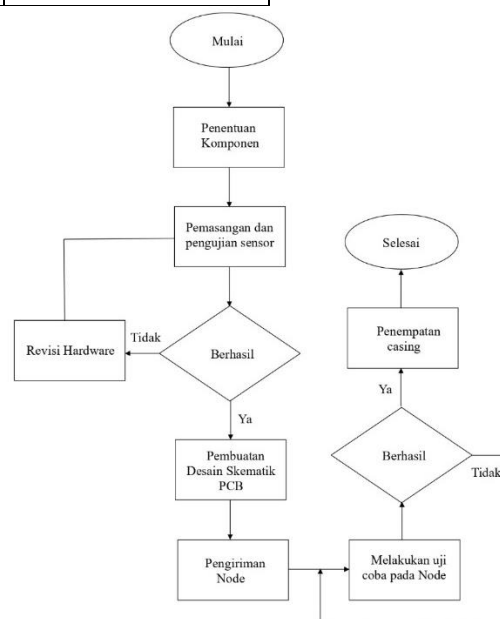 Mulai
Penentuan
Komponen
Pemasangan dan
pengujian sensor
Revisi Hardware
Tidak
Berhasil
Ya
Pembuatan
Desain Skematik
PCB
Pengiriman
Node
Melakukan uji
coba pada Node
Berhasil
Tidak
Ya
Penempatan
casing
Selesai